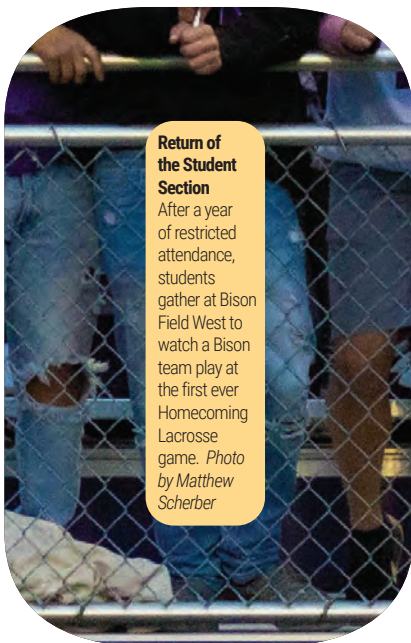 Return of
the Student
Section
After a year
of restricted
attendance,
students
gather at Bison
Field West to
watch a Bison
team play at
the first ever
Homecoming
Lacrosse
game. Photo
by Matthew
Scherber